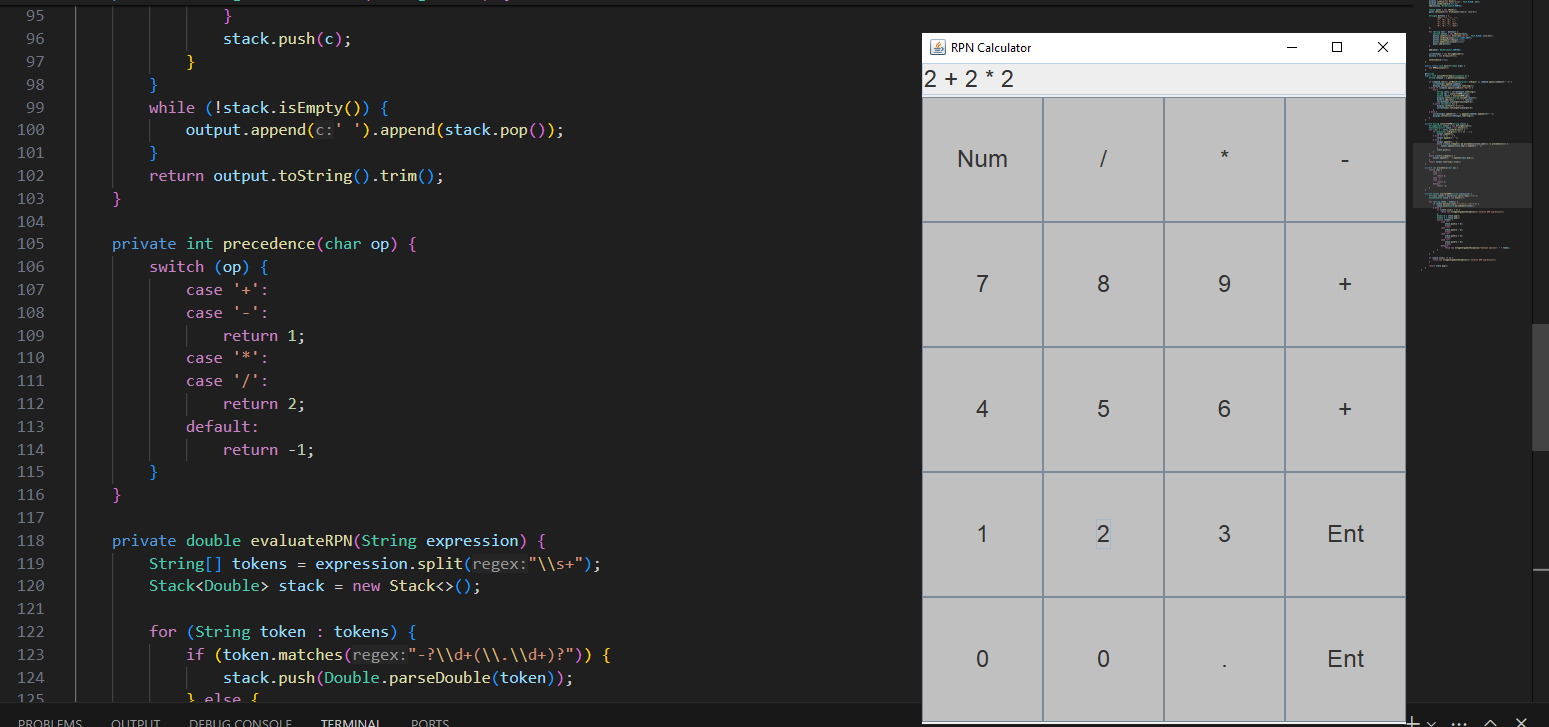 95 }
96 stack.push(c);
97 }
98 }
99 while (!stack.isEmpty()) {
100 output.append(c:' ').append(stack.pop());
101 }
102 return output.toString().trim();
103 }
104
105 private int precedence(char op) {
106 switch (op) {
107 case '+':
108 case '-':
109 return 1;
110 case '*':
111 case '/':
112 return 2;
113 default:
114 return -1;
115 }
116 }
117
118 private double evaluateRPN(String expression) {
119 String[] tokens = expression.split(regex:"\\s+");
120 Stack<Double> stack = new Stack<>();
121
122 for (String token : tokens) {
123 if (token.matches(regex:"-?\\d+(\\.\\d+)?")) {
124 stack.push(Double.parseDouble(token));
125 } else {
PROBLEMS OUTPUT DEBUG CONSOLE TERMINAL PORTS
RPN Calculator
2 + 2 * 2
Num / * -
7 8 9 +
4 5 6 +
1 2 3 Ent
0 0 . Ent